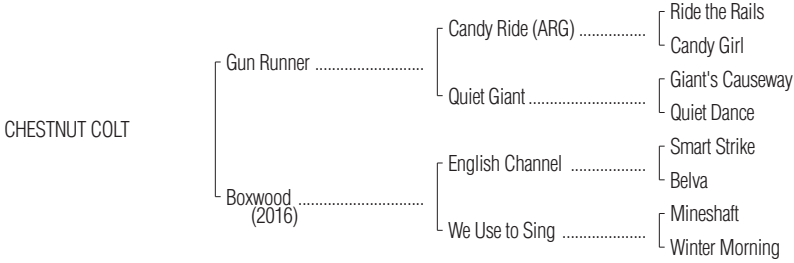 CHESTNUT COLT
Gun Runner ..........................
Boxwood ..............................
(2016)
Candy Ride (ARG) ................
Quiet Giant ............................
English Channel ..................
We Use to Sing ....................
Ride the Rails
Candy Girl
Giant's Causeway
Quiet Dance
Smart Strike
Belva
Mineshaft
Winter Morning